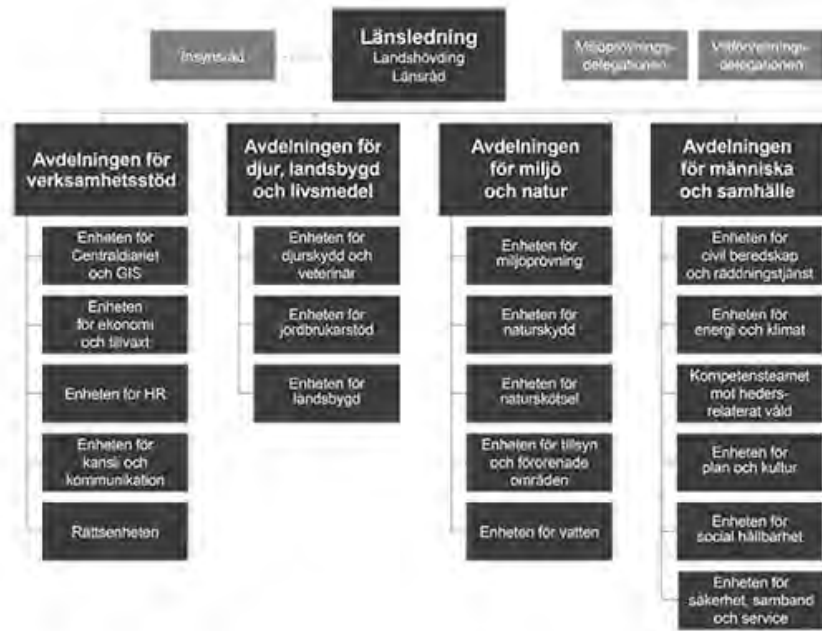 Länsledning
Landshövding
Länsråd
Insynsråd
Miljöprövnings-
delegationen
Viltförvaltnings-
delegationen
Avdelningen för
verksamhetsstöd
Enheten för
Centraldiariet
och GIS
Enheten
för ekonomi
och tillväxt
Enheten för HR
Enheten för
kansli och
kommunikation
Rättsenheten
Avdelningen för
djur, landsbygd
och livsmedel
Enheten för
djurskydd och
veterinär
Enheten för
jordbrukarstöd
Enheten för
landsbygd
Avdelningen
för miljö
och natur
Enheten för
miljöprövning
Enheten för
naturskydd
Enheten för
naturskötsel
Enheten för tillsyn
och förorenade
områden
Enheten för vatten
Avdelningen
för människa
och samhälle
Enheten för
civil beredskap
och räddningstjänst
Enheten för
energi och klimat
Kompetensteamet
mot heders-
relaterat våld
Enheten för
plan och kultur
Enheten för
social hållbarhet
Enheten för
säkerhet, samband
och service